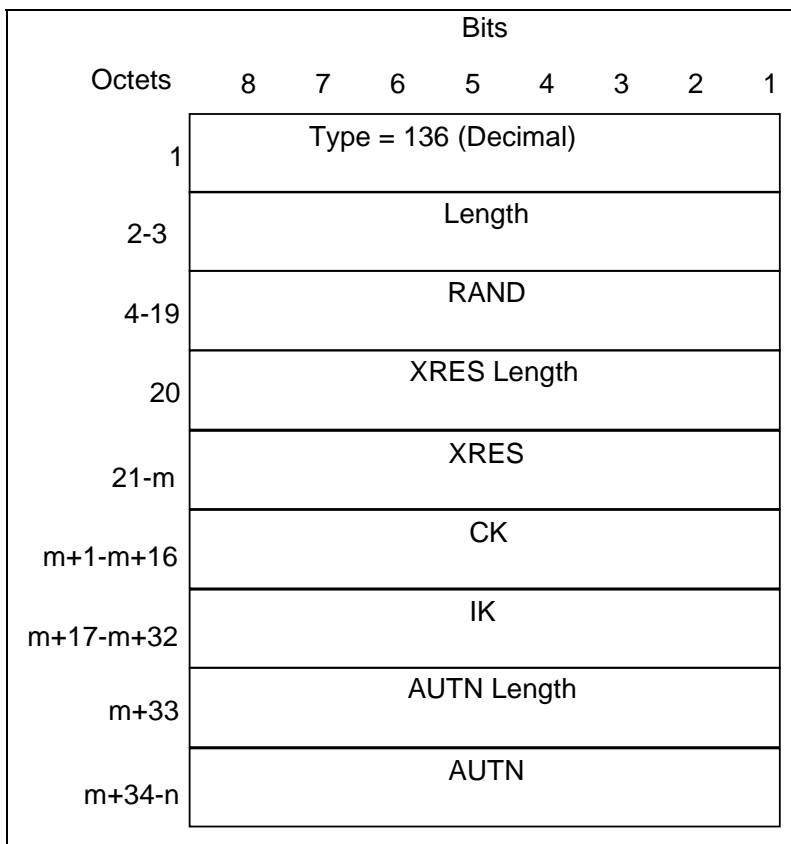 Bits
Octets 8 7 6 5 4 3 2 1
1 Type = 136 (Decimal)
2-3 Length
4-19 RAND
20 XRES Length
21-m XRES
m+1-m+16 CK
m+17-m+32 IK
m+33 AUTN Length
m+34-n AUTN